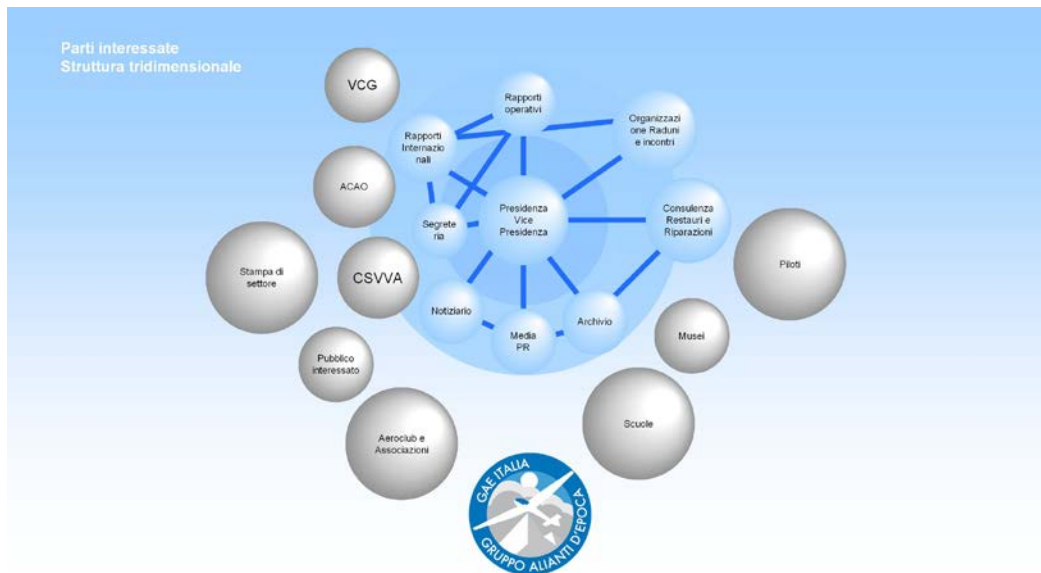 Parti interessate
Struttura tridimensionale
VCG
Rapporti
operativi
Organizzazi
one Raduni
e incontri
Rapporti
Internazio
nali
ACAO
Presidenza
Vice
Presidenza
Consulenza
Restauri e
Riparazioni
Segrete
ria
Stampa di
settore
CSVVA
Piloti
Notiziario
Archivio
Media
PR
Musei
Pubblico
interessato
Aeroclub e
Associazioni
Scuole
GAE ITALIA
GRUPPO ALIANTI D'EPOCA